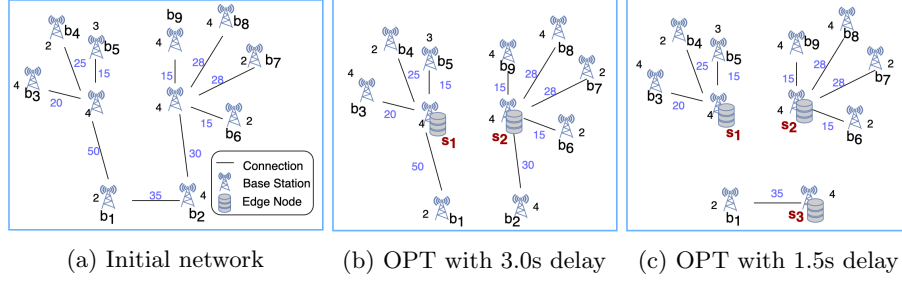 b9
b8
4
3
b4
2
b5
4
4
25
15
28
2
b7
4
b3
20
4
15
28
4
15
2
b6
50
30
Connection
Base Station
Edge Node
2
b1
35
4
b2
(a) Initial network
3
2
b4
b5
4
b8
4
b9
25
15
28
2
b7
4
b3
20
4
s1
15
28
4
s2
15
2
b6
50
30
2
b1
b2
4
(b) OPT with 3.0s delay
2
b4
3
b5
4
b8
4
b9
25
15
28
2
b7
4
b3
20
4
s1
15
28
4
s2
15
2
b6
2
b1
35
4
s3
(c) OPT with 1.5s delay